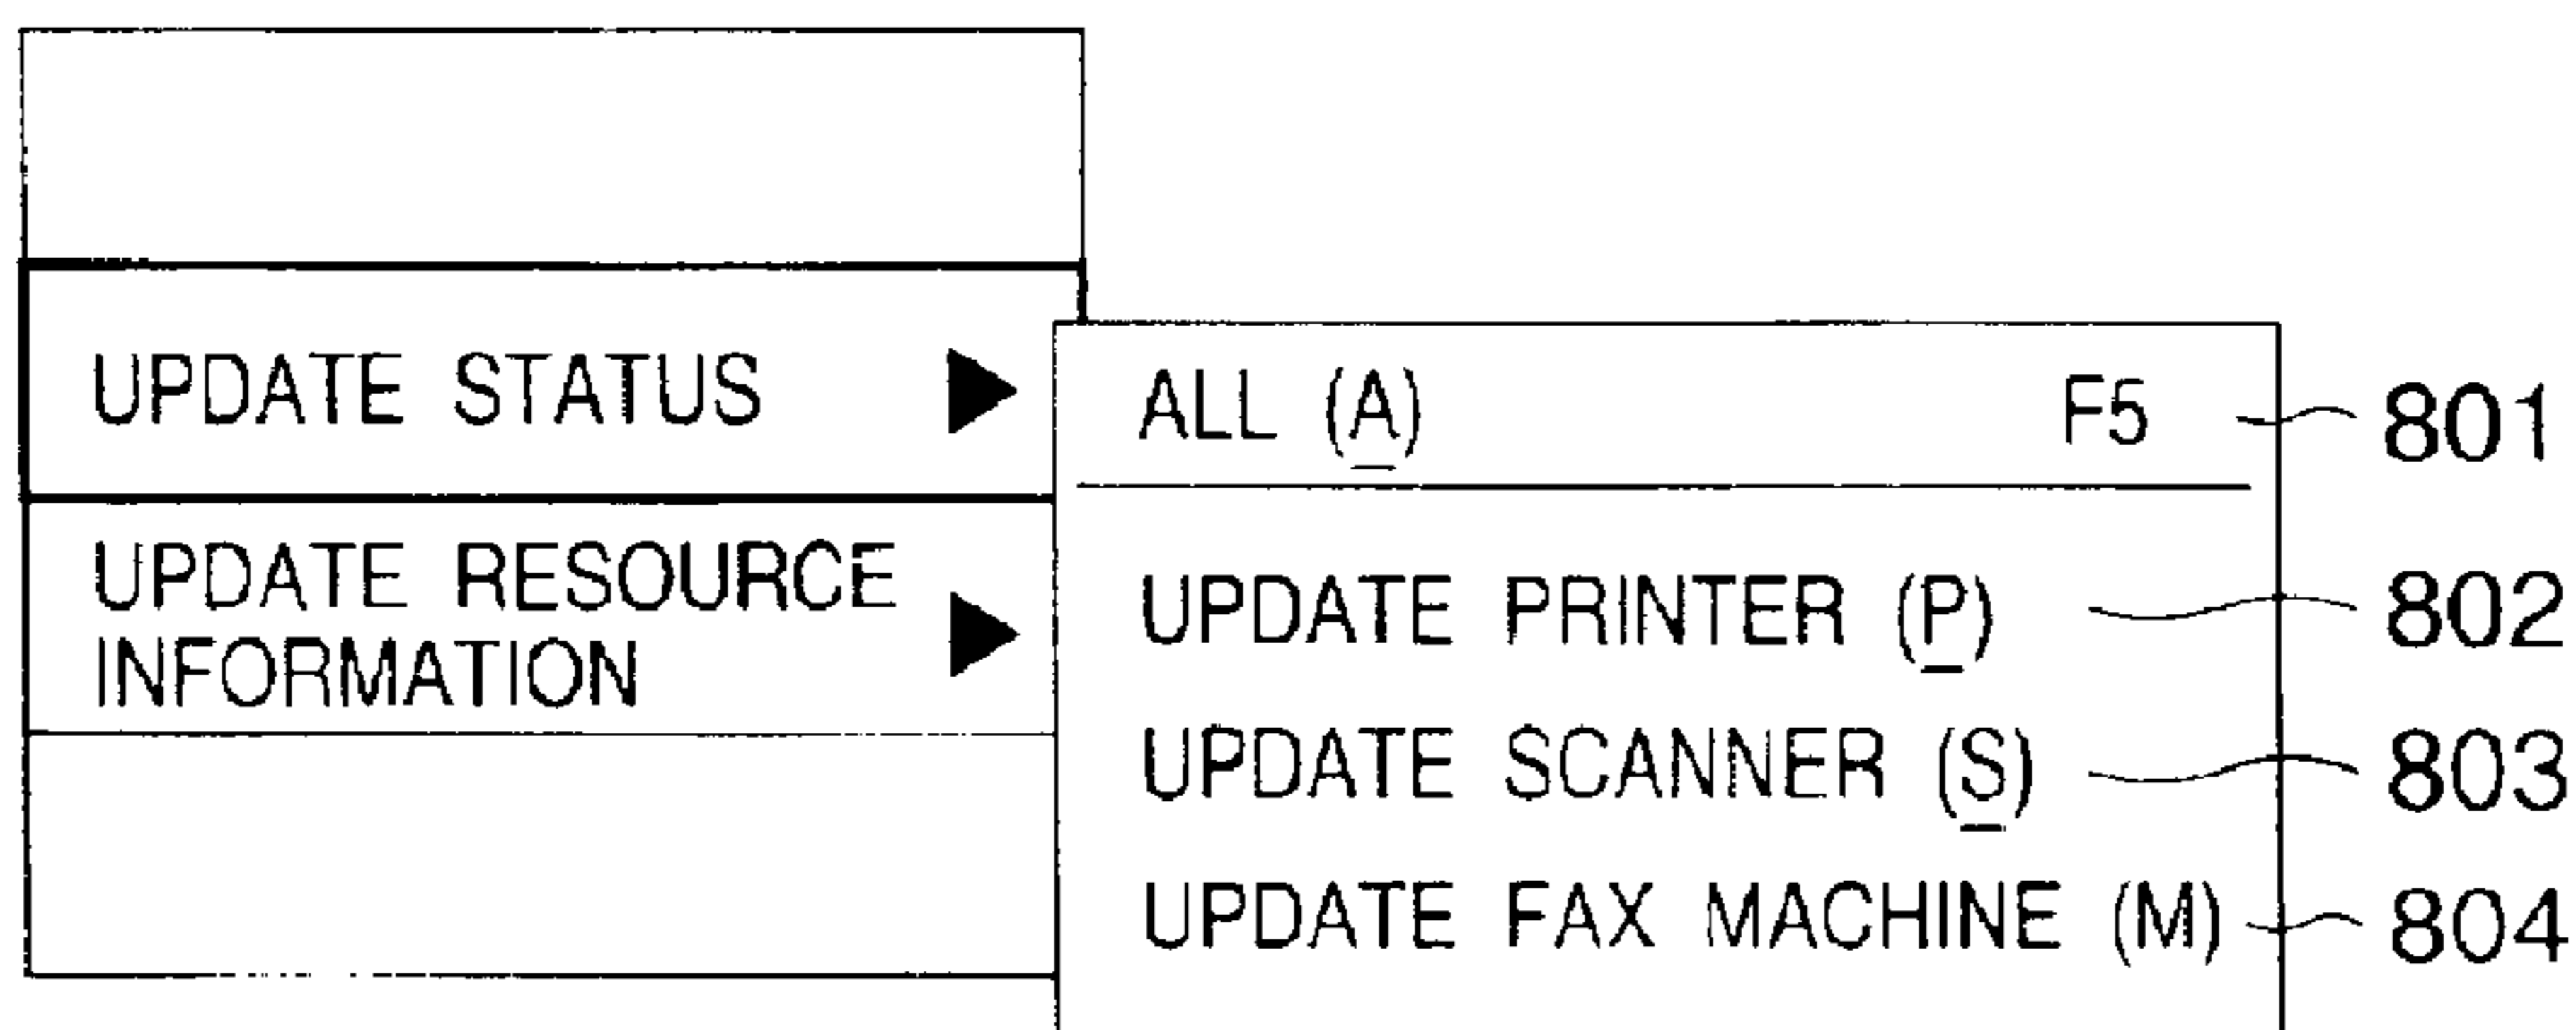 UPDATE STATUS ▶
UPDATE RESOURCE
INFORMATION ▶
ALL (A) F5 801
UPDATE PRINTER (P) 802
UPDATE SCANNER (S) 803
UPDATE FAX MACHINE (M) 804